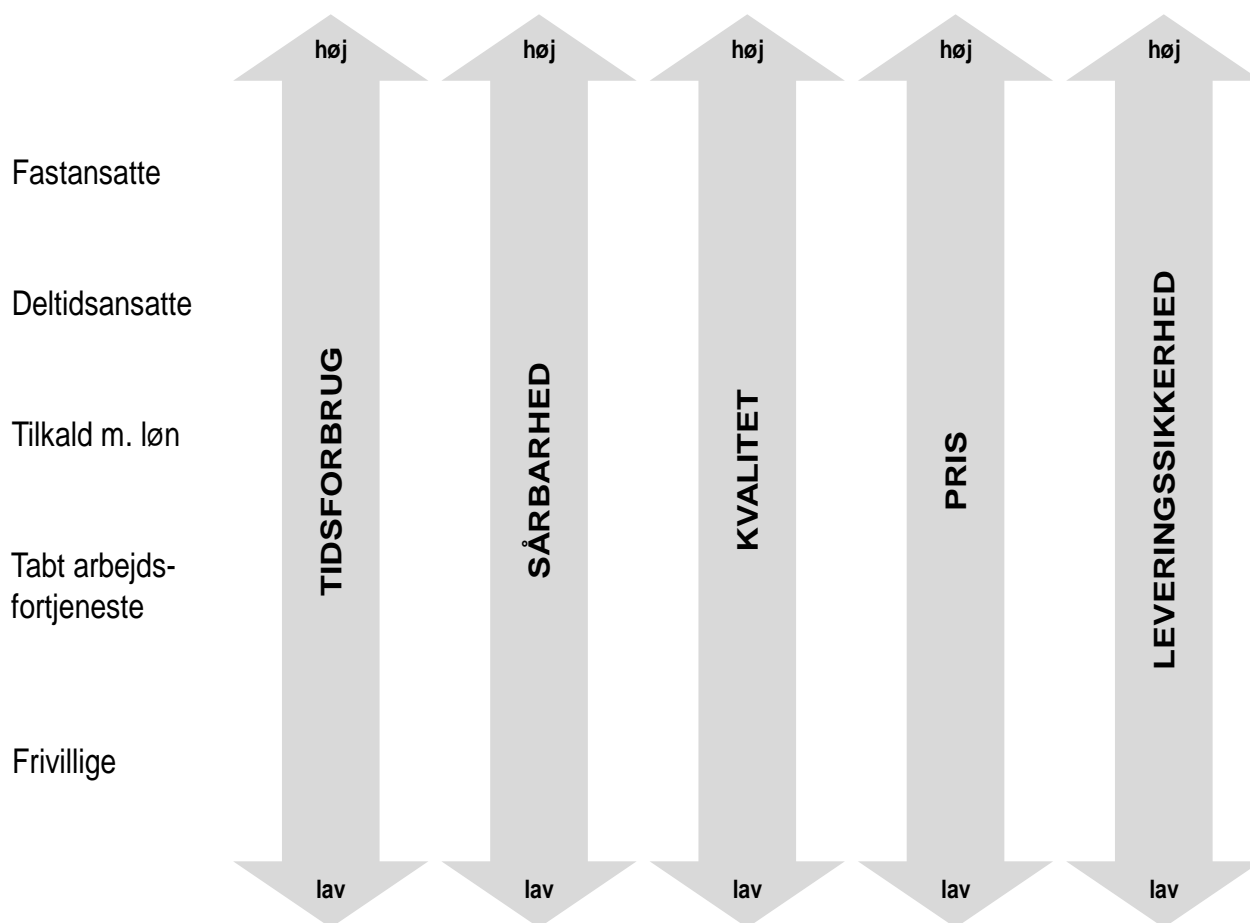 høj høj høj høj høj
Fastansatte
Deltidsansatte
Tilkald m. løn
Tabt arbejds-
fortjeneste
Frivillige
TIDSFORBRUG
SÅRBARHED
KVALITET
PRIS
LEVERINGSSIKKERHED
lav lav lav lav lav